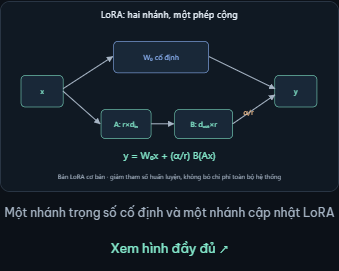 LoRA: hai nhánh, một phép cộng
W₀ cố định
x
y
A: r×dᵢₙ
B: dₒᵤₜ×r
α/r
y = W₀x + (α/r) B(Ax)
Bản LoRA cơ bản · giảm tham số huấn luyện, không bỏ chi phí toàn bộ hệ thống
Một nhánh trọng số cố định và một nhánh cập nhật LoRA
Xem hình đầy đủ ↗